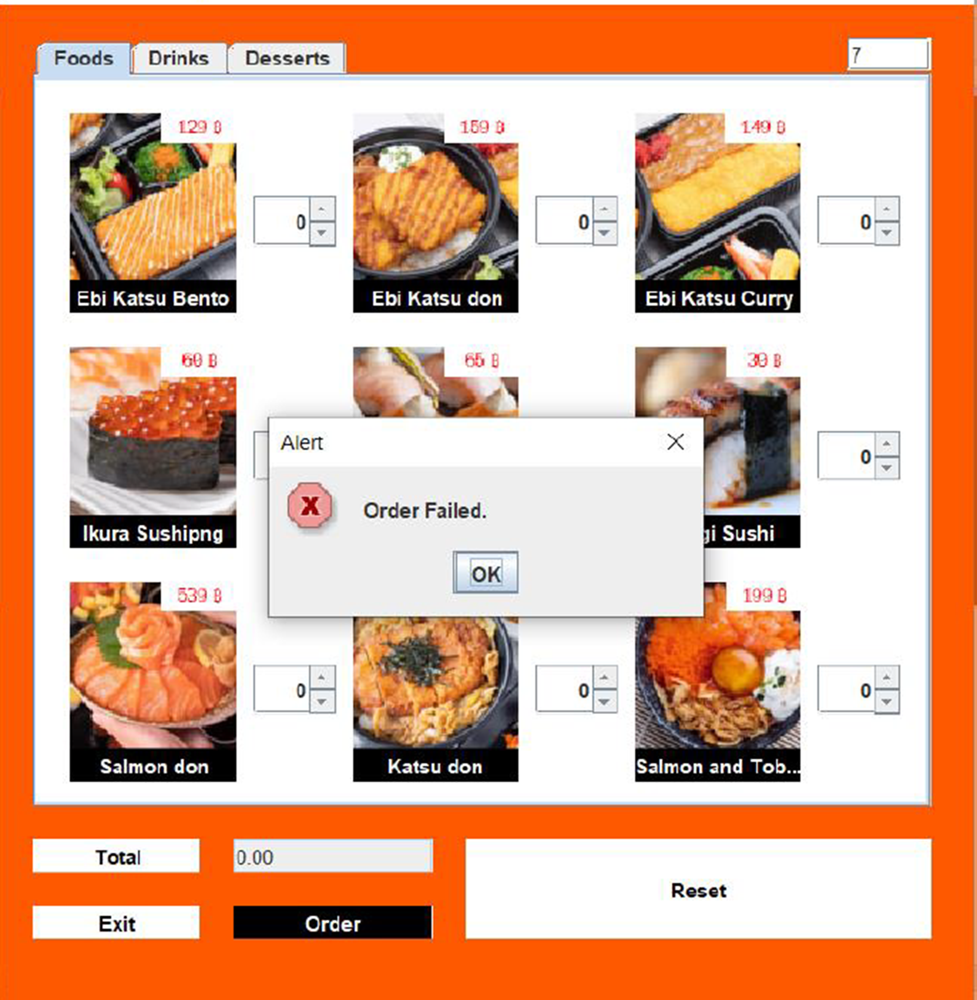 Foods Drinks Desserts 7
129 ฿ 159 ฿ 149 ฿
0 0 0
Ebi Katsu Bento Ebi Katsu don Ebi Katsu Curry
60 ฿ 65 ฿ 39 ฿
Alert
0
Order Failed.
Ikura Sushipng gi Sushi
OK
539 ฿ 199 ฿
0 0 0
Salmon don Katsu don Salmon and Tob...
Total 0.00
Reset
Exit Order